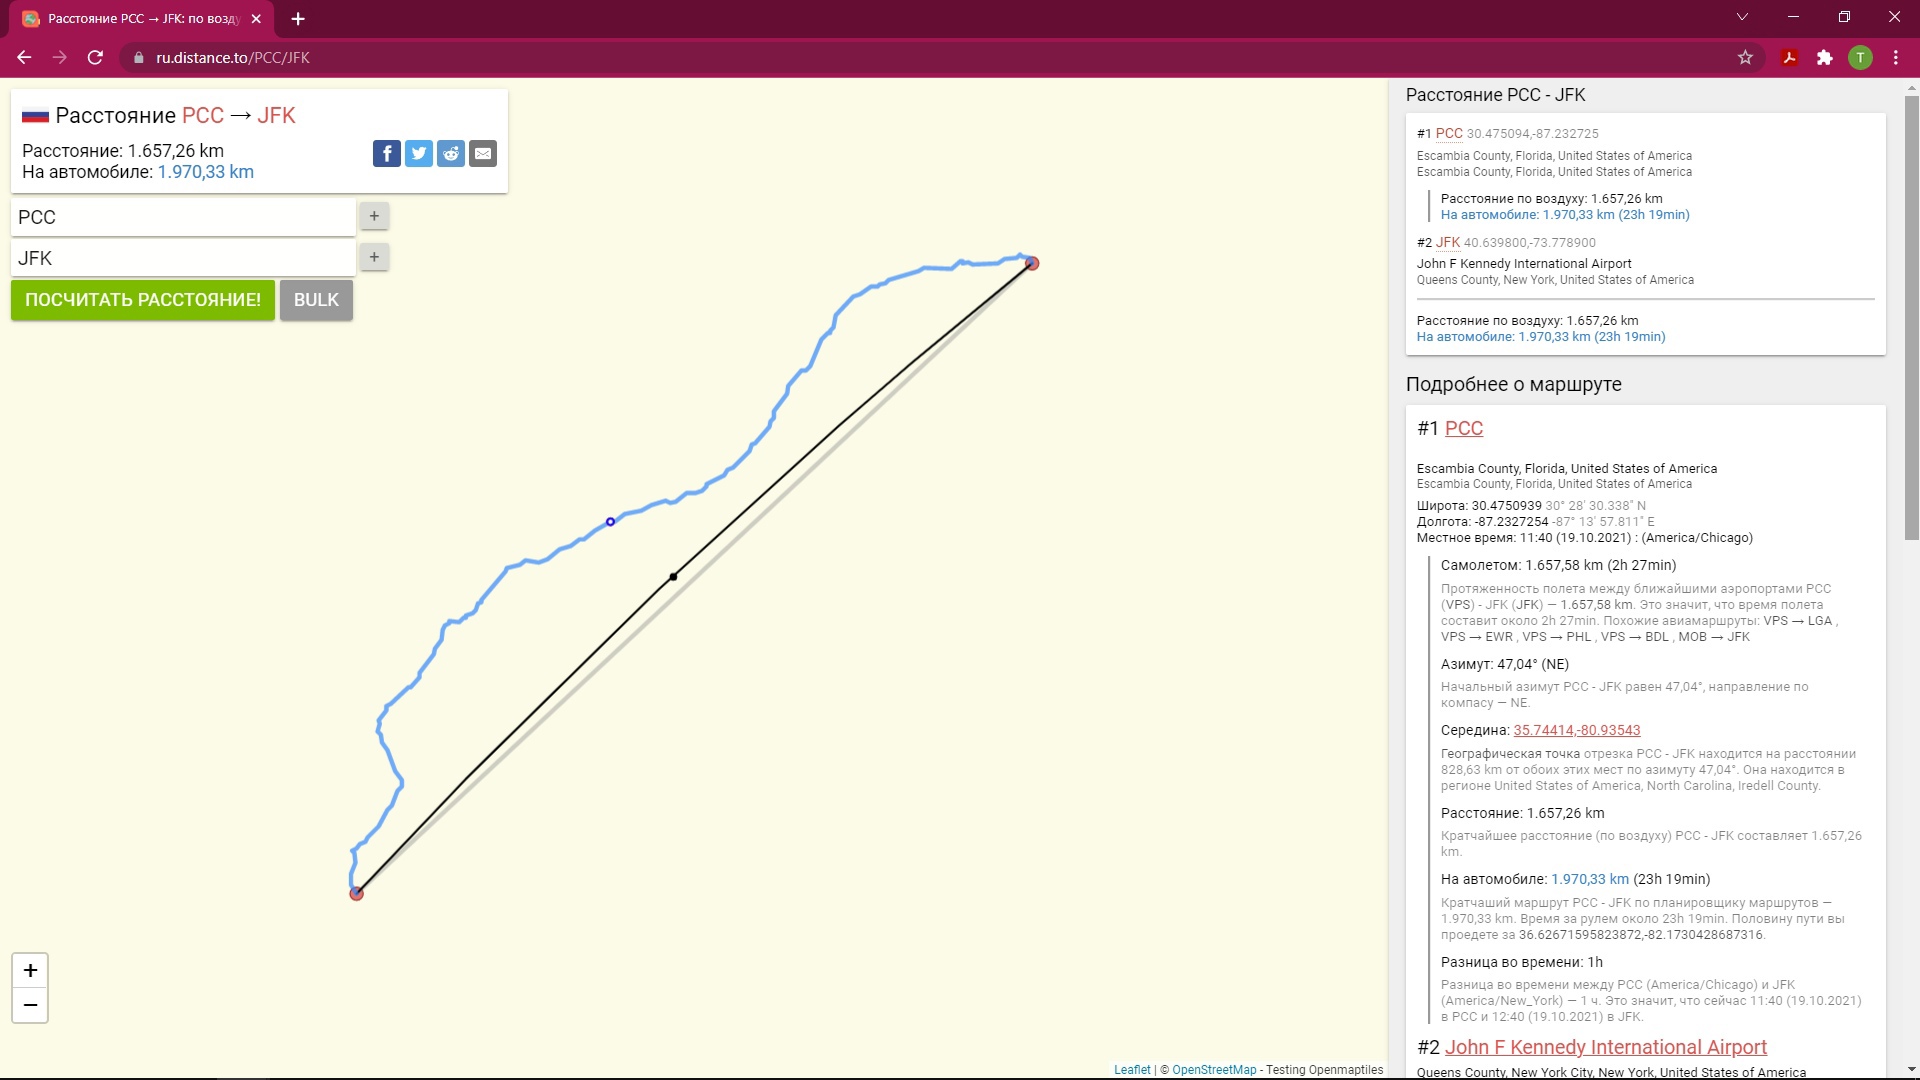 Расстояние PCC → JFK: по возду
ru.distance.to/PCC/JFK
T
Расстояние PCC → JFK
Расстояние: 1.657,26 km
На автомобиле: 1.970,33 km
PCC
+
JFK
+
ПОСЧИТАТЬ РАССТОЯНИЕ!
BULK
+
−
Leaflet | © OpenStreetMap - Testing Openmaptiles
Расстояние PCC - JFK
#1 PCC 30.475094,-87.232725
Escambia County, Florida, United States of America
Escambia County, Florida, United States of America
Расстояние по воздуху: 1.657,26 km
На автомобиле: 1.970,33 km (23h 19min)
#2 JFK 40.639800,-73.778900
John F Kennedy International Airport
Queens County, New York, United States of America
Расстояние по воздуху: 1.657,26 km
На автомобиле: 1.970,33 km (23h 19min)
Подробнее о маршруте
#1 PCC
Escambia County, Florida, United States of America
Escambia County, Florida, United States of America
Широта: 30.4750939 30° 28' 30.338" N
Долгота: -87.2327254 -87° 13' 57.811" E
Местное время: 11:40 (19.10.2021) : (America/Chicago)
Самолетом: 1.657,58 km (2h 27min)
Протяженность полета между ближайшими аэропортами PCC
(VPS) - JFK (JFK) — 1.657,58 km. Это значит, что время полета
составит около 2h 27min. Похожие авиамаршруты: VPS → LGA ,
VPS → EWR , VPS → PHL , VPS → BDL , MOB → JFK
Азимут: 47,04° (NE)
Начальный азимут PCC - JFK равен 47,04°, направление по
компасу — NE.
Середина: 35.74414,-80.93543
Географическая точка отрезка PCC - JFK находится на расстоянии
828,63 km от обоих этих мест по азимуту 47,04°. Она находится в
регионе United States of America, North Carolina, Iredell County.
Расстояние: 1.657,26 km
Кратчайшее расстояние (по воздуху) PCC - JFK составляет 1.657,26
km.
На автомобиле: 1.970,33 km (23h 19min)
Кратчаший маршрут PCC - JFK по планировщику маршрутов —
1.970,33 km. Время за рулем около 23h 19min. Половину пути вы
проедете за 36.62671595823872,-82.1730428687316.
Разница во времени: 1h
Разница во времени между PCC (America/Chicago) и JFK
(America/New_York) — 1 ч. Это значит, что сейчас 11:40 (19.10.2021)
в PCC и 12:40 (19.10.2021) в JFK.
#2 John F Kennedy International Airport
Queens County, New York City, New York, United States of America